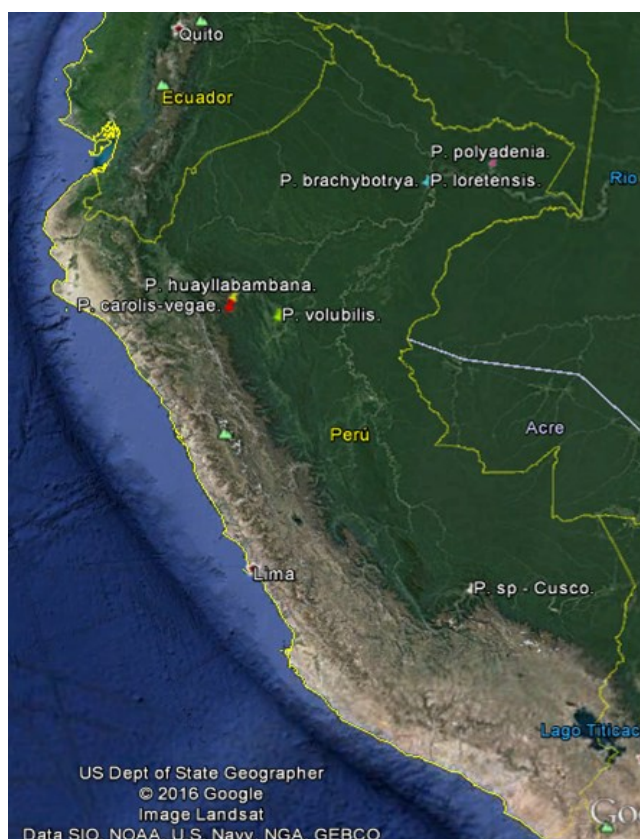 Quito
Ecuador
P. polyadenia.
P. brachybotrya.
P. loretensis.
Rio
P. huayllabambana.
P. carolis-vegae.
P. volubilis.
Perú
Acre
Lima
P. sp - Cusco.
Lago Titicac
US Dept of State Geographer
© 2016 Google
Image Landsat
Data SIO, NOAA, U.S. Navy, NGA, GEBCO
Go